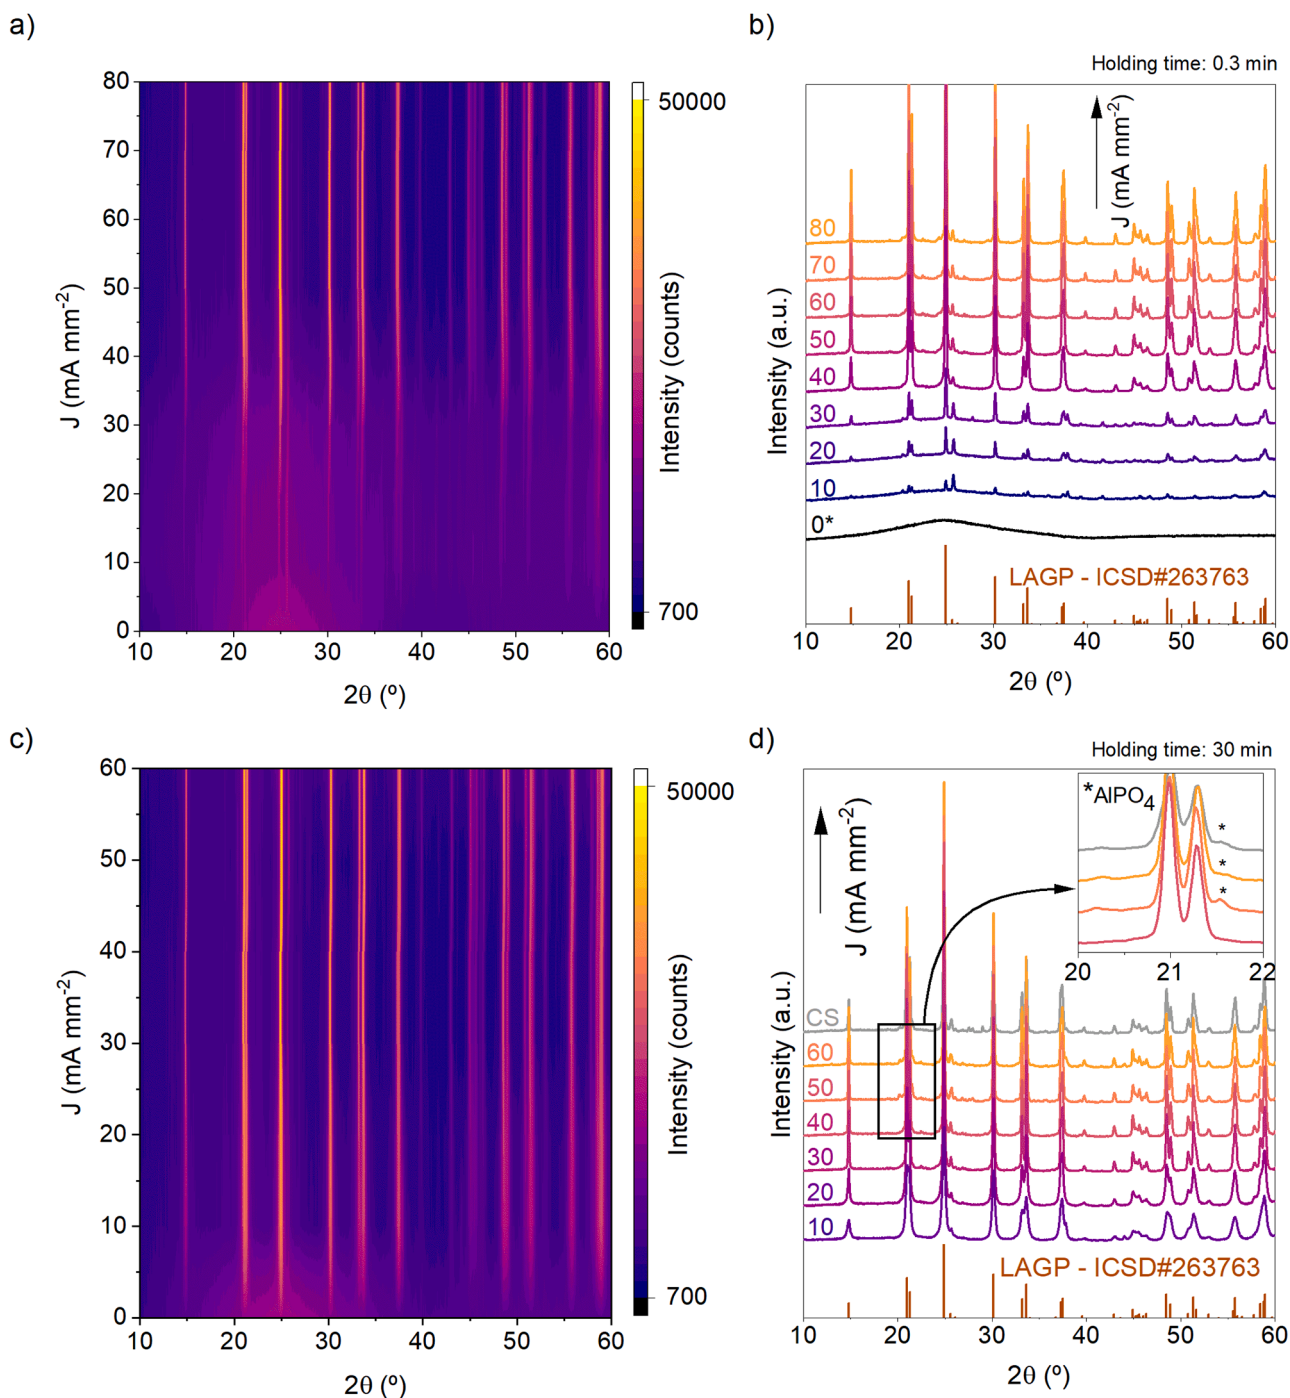 a)
80
70
60
50
40
30
20
10
0
J (mA mm-2)
10 20 30 40 50 60
2θ (º)
50000
700
Intensity (counts)
b)
Holding time: 0.3 min
J (mA mm-2)
Intensity (a.u.)
80
70
60
50
40
30
20
10
0*
LAGP - ICSD#263763
10 20 30 40 50 60
2θ (º)
c)
60
50
40
30
20
10
0
J (mA mm-2)
10 20 30 40 50 60
2θ (º)
50000
700
Intensity (counts)
d)
Holding time: 30 min
J (mA mm-2)
*AlPO4
*
*
*
20 21 22
Intensity (a.u.)
CS
60
50
40
30
20
10
LAGP - ICSD#263763
10 20 30 40 50 60
2θ (º)